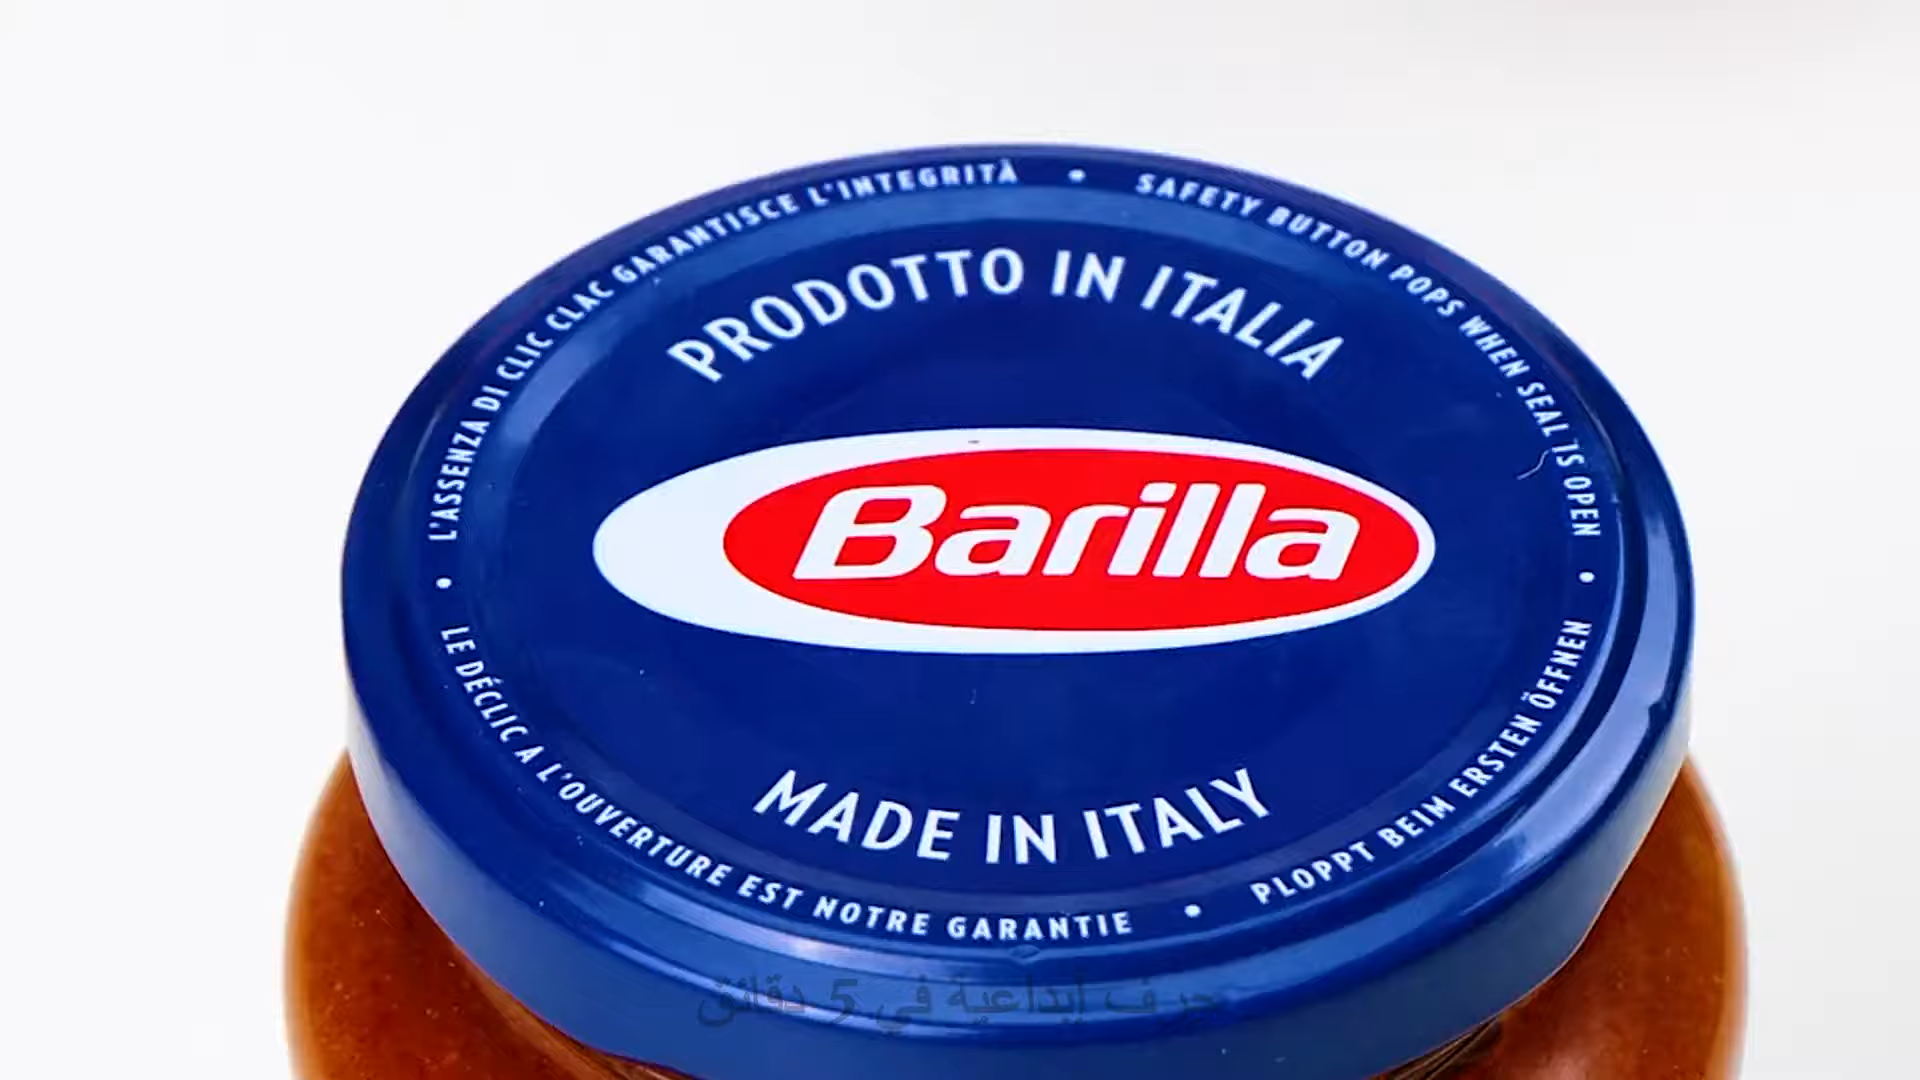 L'ASSENZA DI CLIC CLAC GARANTISCE L'INTEGRITÀ • SAFETY BUTTON POPS WHEN SEAL IS OPEN •
PRODOTTO IN ITALIA
Barilla
MADE IN ITALY
LE DÉCLIC A L'OUVERTURE EST NOTRE GARANTIE • PLOPPT BEIM ERSTEN ÖFFNEN •
حرف إبداعية في 5 دقائق